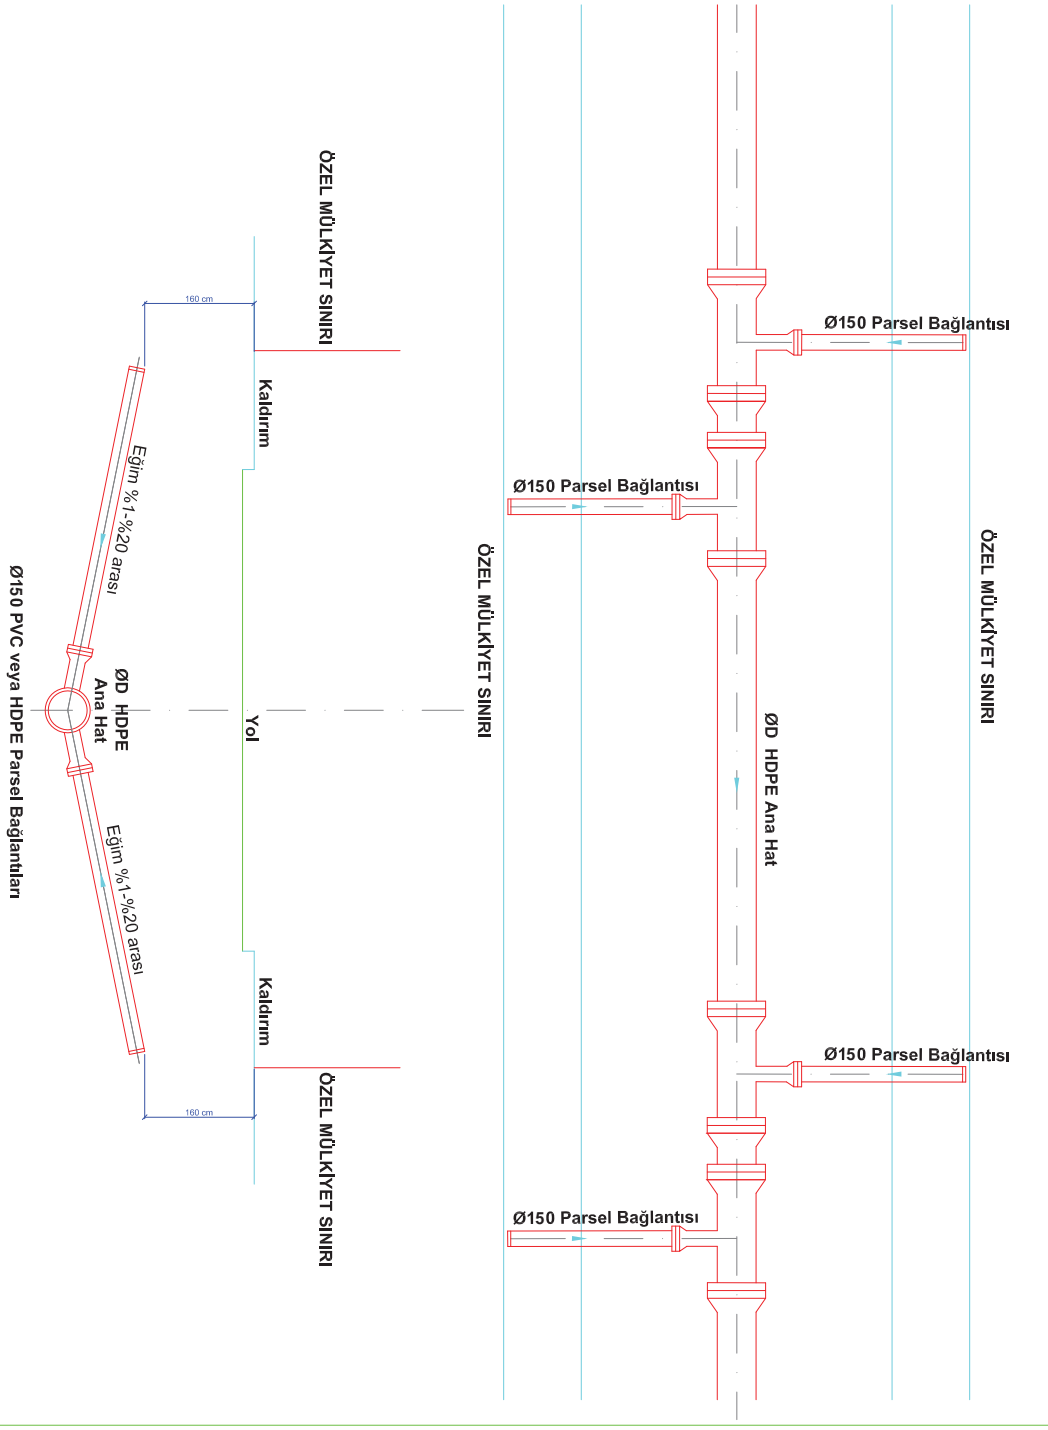 ÖZEL MÜLKİYET SINIRI
160 cm
Kaldırım
Eğim %1-%20 arası
ØD HDPE
Ana Hat
Yol
Eğim %1-%20 arası
Kaldırım
160 cm
ÖZEL MÜLKİYET SINIRI
Ø150 PVC veya HDPE Parsel Bağlantıları
Ø150 Parsel Bağlantısı
Ø150 Parsel Bağlantısı
ÖZEL MÜLKİYET SINIRI
ÖZEL MÜLKİYET SINIRI
ØD HDPE Ana Hat
Ø150 Parsel Bağlantısı
Ø150 Parsel Bağlantısı